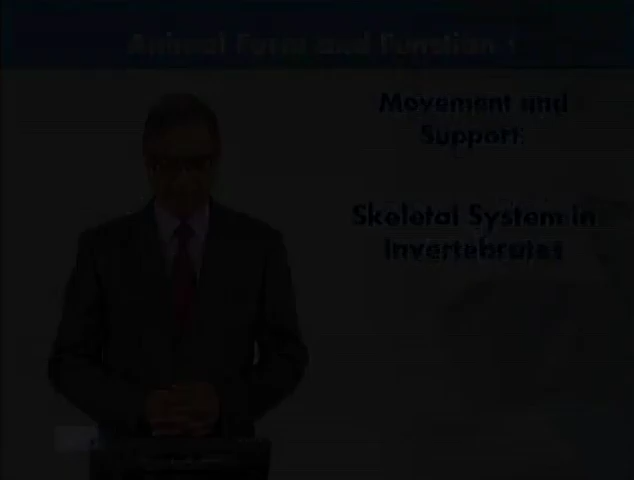 Animal Form and Function - I
Movement and
Support:
Skeletal System in
Invertebrates